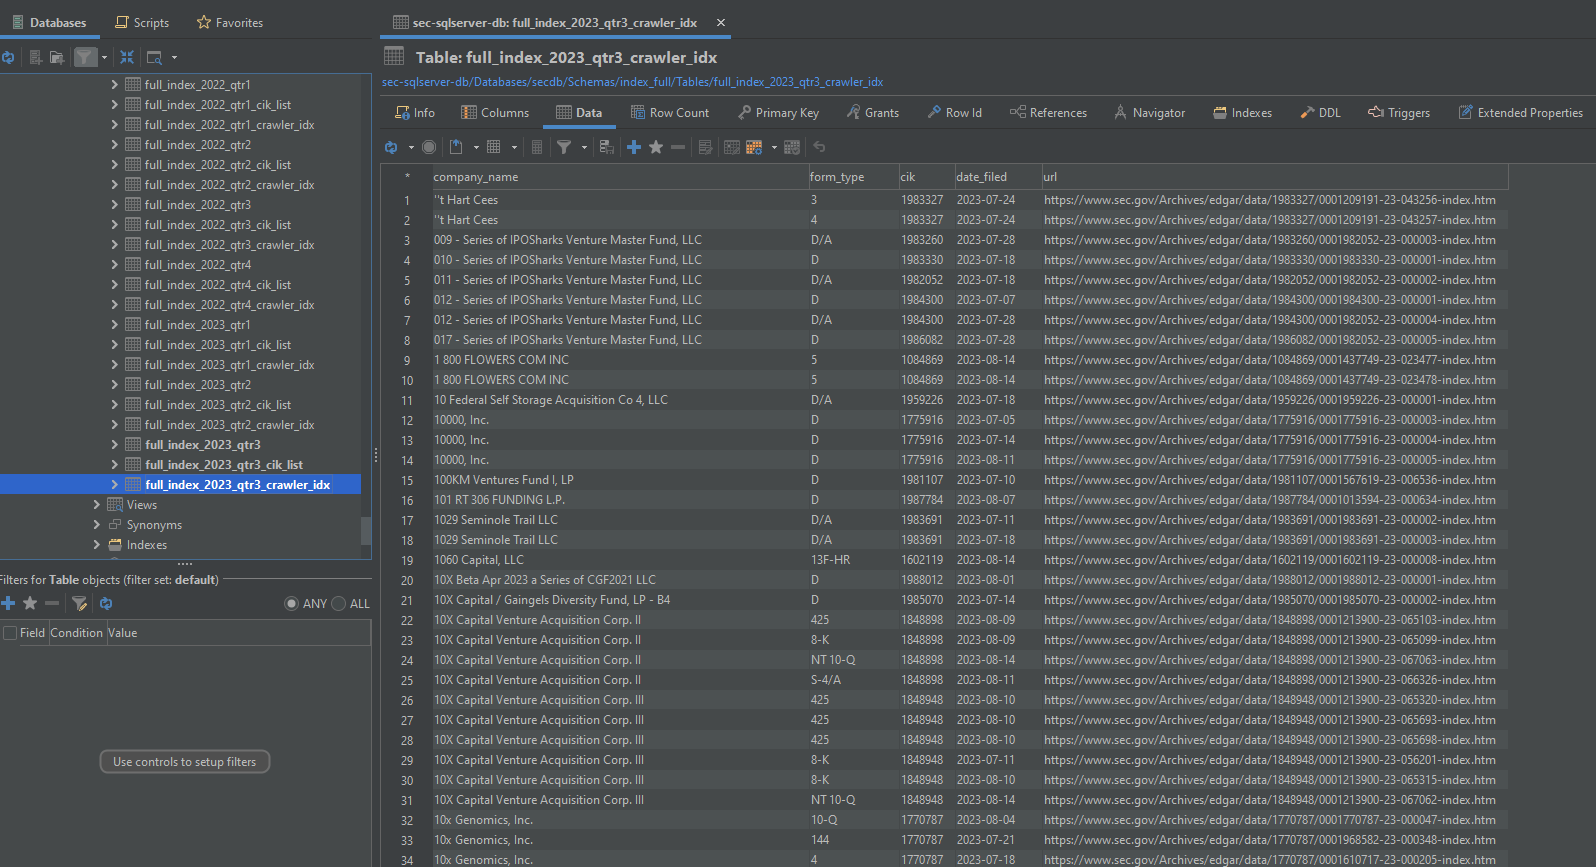 Databases Scripts Favorites
full_index_2022_qtr1
full_index_2022_qtr1_cik_list
full_index_2022_qtr1_crawler_idx
full_index_2022_qtr2
full_index_2022_qtr2_cik_list
full_index_2022_qtr2_crawler_idx
full_index_2022_qtr3
full_index_2022_qtr3_cik_list
full_index_2022_qtr3_crawler_idx
full_index_2022_qtr4
full_index_2022_qtr4_cik_list
full_index_2022_qtr4_crawler_idx
full_index_2023_qtr1
full_index_2023_qtr1_cik_list
full_index_2023_qtr1_crawler_idx
full_index_2023_qtr2
full_index_2023_qtr2_cik_list
full_index_2023_qtr2_crawler_idx
full_index_2023_qtr3
full_index_2023_qtr3_cik_list
full_index_2023_qtr3_crawler_idx
Views
Synonyms
Indexes
Filters for Table objects (filter set: default)
ANY ALL
Field Condition Value
Use controls to setup filters
sec-sqlserver-db: full_index_2023_qtr3_crawler_idx
Table: full_index_2023_qtr3_crawler_idx
sec-sqlserver-db/Databases/secdb/Schemas/index_full/Tables/full_index_2023_qtr3_crawler_idx
Info Columns Data Row Count Primary Key Grants Row Id References Navigator Indexes DDL Triggers Extended Properties
* company_name form_type cik date_filed url
1 ''t Hart Cees 3 1983327 2023-07-24 https://www.sec.gov/Archives/edgar/data/1983327/0001209191-23-043256-index.htm
2 ''t Hart Cees 4 1983327 2023-07-24 https://www.sec.gov/Archives/edgar/data/1983327/0001209191-23-043257-index.htm
3 009 - Series of IPOSharks Venture Master Fund, LLC D/A 1983260 2023-07-28 https://www.sec.gov/Archives/edgar/data/1983260/0001982052-23-000003-index.htm
4 010 - Series of IPOSharks Venture Master Fund, LLC D 1983330 2023-07-18 https://www.sec.gov/Archives/edgar/data/1983330/0001983330-23-000001-index.htm
5 011 - Series of IPOSharks Venture Master Fund, LLC D/A 1982052 2023-07-18 https://www.sec.gov/Archives/edgar/data/1982052/0001982052-23-000002-index.htm
6 012 - Series of IPOSharks Venture Master Fund, LLC D 1984300 2023-07-07 https://www.sec.gov/Archives/edgar/data/1984300/0001984300-23-000001-index.htm
7 012 - Series of IPOSharks Venture Master Fund, LLC D/A 1984300 2023-07-28 https://www.sec.gov/Archives/edgar/data/1984300/0001982052-23-000004-index.htm
8 017 - Series of IPOSharks Venture Master Fund, LLC D 1986082 2023-07-28 https://www.sec.gov/Archives/edgar/data/1986082/0001982052-23-000005-index.htm
9 1 800 FLOWERS COM INC 5 1084869 2023-08-14 https://www.sec.gov/Archives/edgar/data/1084869/0001437749-23-023477-index.htm
10 1 800 FLOWERS COM INC 5 1084869 2023-08-14 https://www.sec.gov/Archives/edgar/data/1084869/0001437749-23-023478-index.htm
11 10 Federal Self Storage Acquisition Co 4, LLC D/A 1959226 2023-07-18 https://www.sec.gov/Archives/edgar/data/1959226/0001959226-23-000001-index.htm
12 10000, Inc. D 1775916 2023-07-05 https://www.sec.gov/Archives/edgar/data/1775916/0001775916-23-000003-index.htm
13 10000, Inc. D 1775916 2023-07-14 https://www.sec.gov/Archives/edgar/data/1775916/0001775916-23-000004-index.htm
14 10000, Inc. D 1775916 2023-08-11 https://www.sec.gov/Archives/edgar/data/1775916/0001775916-23-000005-index.htm
15 100KM Ventures Fund I, LP D 1981107 2023-07-10 https://www.sec.gov/Archives/edgar/data/1981107/0001567619-23-006536-index.htm
16 101 RT 306 FUNDING L.P. D 1987784 2023-08-07 https://www.sec.gov/Archives/edgar/data/1987784/0001013594-23-000634-index.htm
17 1029 Seminole Trail LLC D/A 1983691 2023-07-11 https://www.sec.gov/Archives/edgar/data/1983691/0001983691-23-000002-index.htm
18 1029 Seminole Trail LLC D/A 1983691 2023-07-18 https://www.sec.gov/Archives/edgar/data/1983691/0001983691-23-000003-index.htm
19 1060 Capital, LLC 13F-HR 1602119 2023-08-14 https://www.sec.gov/Archives/edgar/data/1602119/0001602119-23-000008-index.htm
20 10X Beta Apr 2023 a Series of CGF2021 LLC D 1988012 2023-08-01 https://www.sec.gov/Archives/edgar/data/1988012/0001988012-23-000001-index.htm
21 10X Capital / Gaingels Diversity Fund, LP - B4 D 1985070 2023-07-14 https://www.sec.gov/Archives/edgar/data/1985070/0001985070-23-000002-index.htm
22 10X Capital Venture Acquisition Corp. II 425 1848898 2023-08-09 https://www.sec.gov/Archives/edgar/data/1848898/0001213900-23-065103-index.htm
23 10X Capital Venture Acquisition Corp. II 8-K 1848898 2023-08-09 https://www.sec.gov/Archives/edgar/data/1848898/0001213900-23-065099-index.htm
24 10X Capital Venture Acquisition Corp. II NT 10-Q 1848898 2023-08-14 https://www.sec.gov/Archives/edgar/data/1848898/0001213900-23-067063-index.htm
25 10X Capital Venture Acquisition Corp. II S-4/A 1848898 2023-08-11 https://www.sec.gov/Archives/edgar/data/1848898/0001213900-23-066326-index.htm
26 10X Capital Venture Acquisition Corp. III 425 1848948 2023-08-10 https://www.sec.gov/Archives/edgar/data/1848948/0001213900-23-065320-index.htm
27 10X Capital Venture Acquisition Corp. III 425 1848948 2023-08-10 https://www.sec.gov/Archives/edgar/data/1848948/0001213900-23-065693-index.htm
28 10X Capital Venture Acquisition Corp. III 425 1848948 2023-08-10 https://www.sec.gov/Archives/edgar/data/1848948/0001213900-23-065698-index.htm
29 10X Capital Venture Acquisition Corp. III 8-K 1848948 2023-07-11 https://www.sec.gov/Archives/edgar/data/1848948/0001213900-23-056201-index.htm
30 10X Capital Venture Acquisition Corp. III 8-K 1848948 2023-08-10 https://www.sec.gov/Archives/edgar/data/1848948/0001213900-23-065315-index.htm
31 10X Capital Venture Acquisition Corp. III NT 10-Q 1848948 2023-08-14 https://www.sec.gov/Archives/edgar/data/1848948/0001213900-23-067062-index.htm
32 10x Genomics, Inc. 10-Q 1770787 2023-08-04 https://www.sec.gov/Archives/edgar/data/1770787/0001770787-23-000047-index.htm
33 10x Genomics, Inc. 144 1770787 2023-07-21 https://www.sec.gov/Archives/edgar/data/1770787/0001968582-23-000348-index.htm
34 10x Genomics, Inc. 4 1770787 2023-07-18 https://www.sec.gov/Archives/edgar/data/1770787/0001610717-23-000205-index.htm